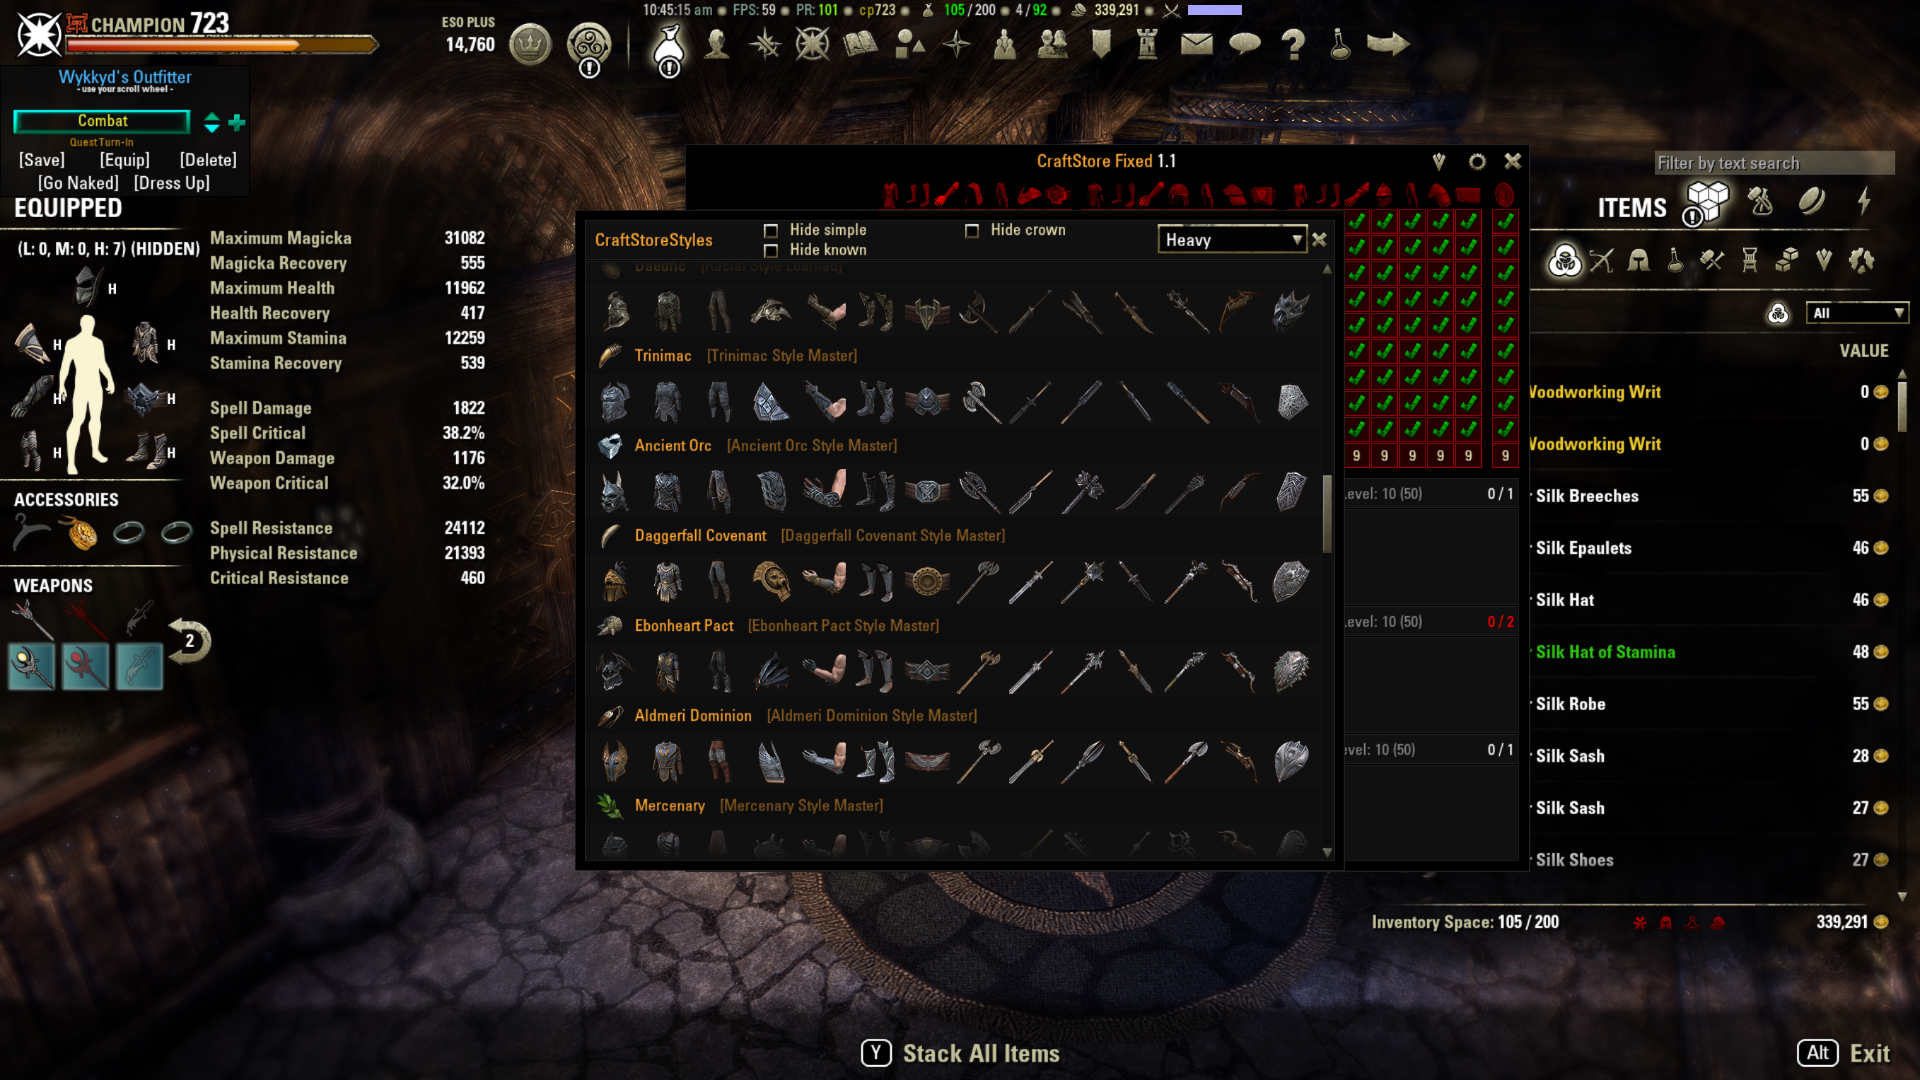 CHAMPION 723
ESO PLUS
14,760
10:45:15 am FPS: 59 PR: 101 cp723 105 / 200 4 / 92 339,291
Wykkyd's Outfitter
- use your scroll wheel -
Combat
Quest Turn-In
[Save] [Equip] [Delete]
[Go Naked] [Dress Up]
EQUIPPED
(L: 0, M: 0, H: 7) (HIDDEN)
H
H
H
H
H
H
H
Maximum Magicka 31082
Magicka Recovery 555
Maximum Health 11962
Health Recovery 417
Maximum Stamina 12259
Stamina Recovery 539
Spell Damage 1822
Spell Critical 38.2%
Weapon Damage 1176
Weapon Critical 32.0%
Spell Resistance 24112
Physical Resistance 21393
Critical Resistance 460
ACCESSORIES
WEAPONS
2
CraftStore Fixed 1.1
CraftStoreStyles
Hide simple
Hide known
Hide crown
Heavy
Daedric [Racial Style Learned]
Trinimac [Trinimac Style Master]
Ancient Orc [Ancient Orc Style Master]
Daggerfall Covenant [Daggerfall Covenant Style Master]
Ebonheart Pact [Ebonheart Pact Style Master]
Aldmeri Dominion [Aldmeri Dominion Style Master]
Mercenary [Mercenary Style Master]
9 9 9 9 9 9
evel: 10 (50) 0 / 1
evel: 10 (50) 0 / 2
evel: 10 (50) 0 / 1
Filter by text search
ITEMS
All
VALUE
Woodworking Writ 0
Woodworking Writ 0
Silk Breeches 55
Silk Epaulets 46
Silk Hat 46
Silk Hat of Stamina 48
Silk Robe 55
Silk Sash 28
Silk Sash 27
Silk Shoes 27
Inventory Space: 105 / 200
339,291
Y Stack All Items
Alt Exit